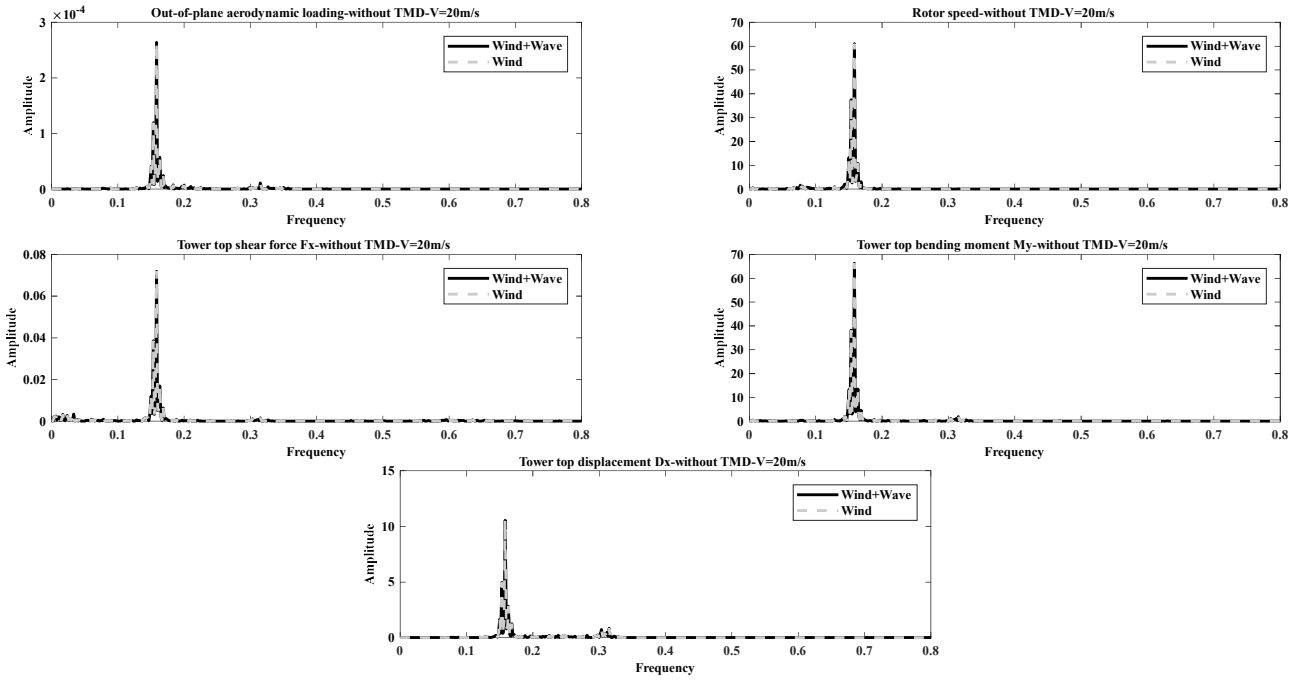 Out-of-plane aerodynamic loading-without TMD-V=20m/s
×10⁻⁴
3
2
1
0
Amplitude
Wind+Wave
Wind
0 0.1 0.2 0.3 0.4 0.5 0.6 0.7 0.8
Frequency
Rotor speed-without TMD-V=20m/s
70
60
50
40
30
20
10
0
Amplitude
Wind+Wave
Wind
0 0.1 0.2 0.3 0.4 0.5 0.6 0.7 0.8
Frequency
Tower top shear force Fx-without TMD-V=20m/s
0.08
0.06
0.04
0.02
0
Amplitude
Wind+Wave
Wind
0 0.1 0.2 0.3 0.4 0.5 0.6 0.7 0.8
Frequency
Tower top bending moment My-without TMD-V=20m/s
70
60
50
40
30
20
10
0
Amplitude
Wind+Wave
Wind
0 0.1 0.2 0.3 0.4 0.5 0.6 0.7 0.8
Frequency
Tower top displacement Dx-without TMD-V=20m/s
15
10
5
0
Amplitude
Wind+Wave
Wind
0 0.1 0.2 0.3 0.4 0.5 0.6 0.7 0.8
Frequency